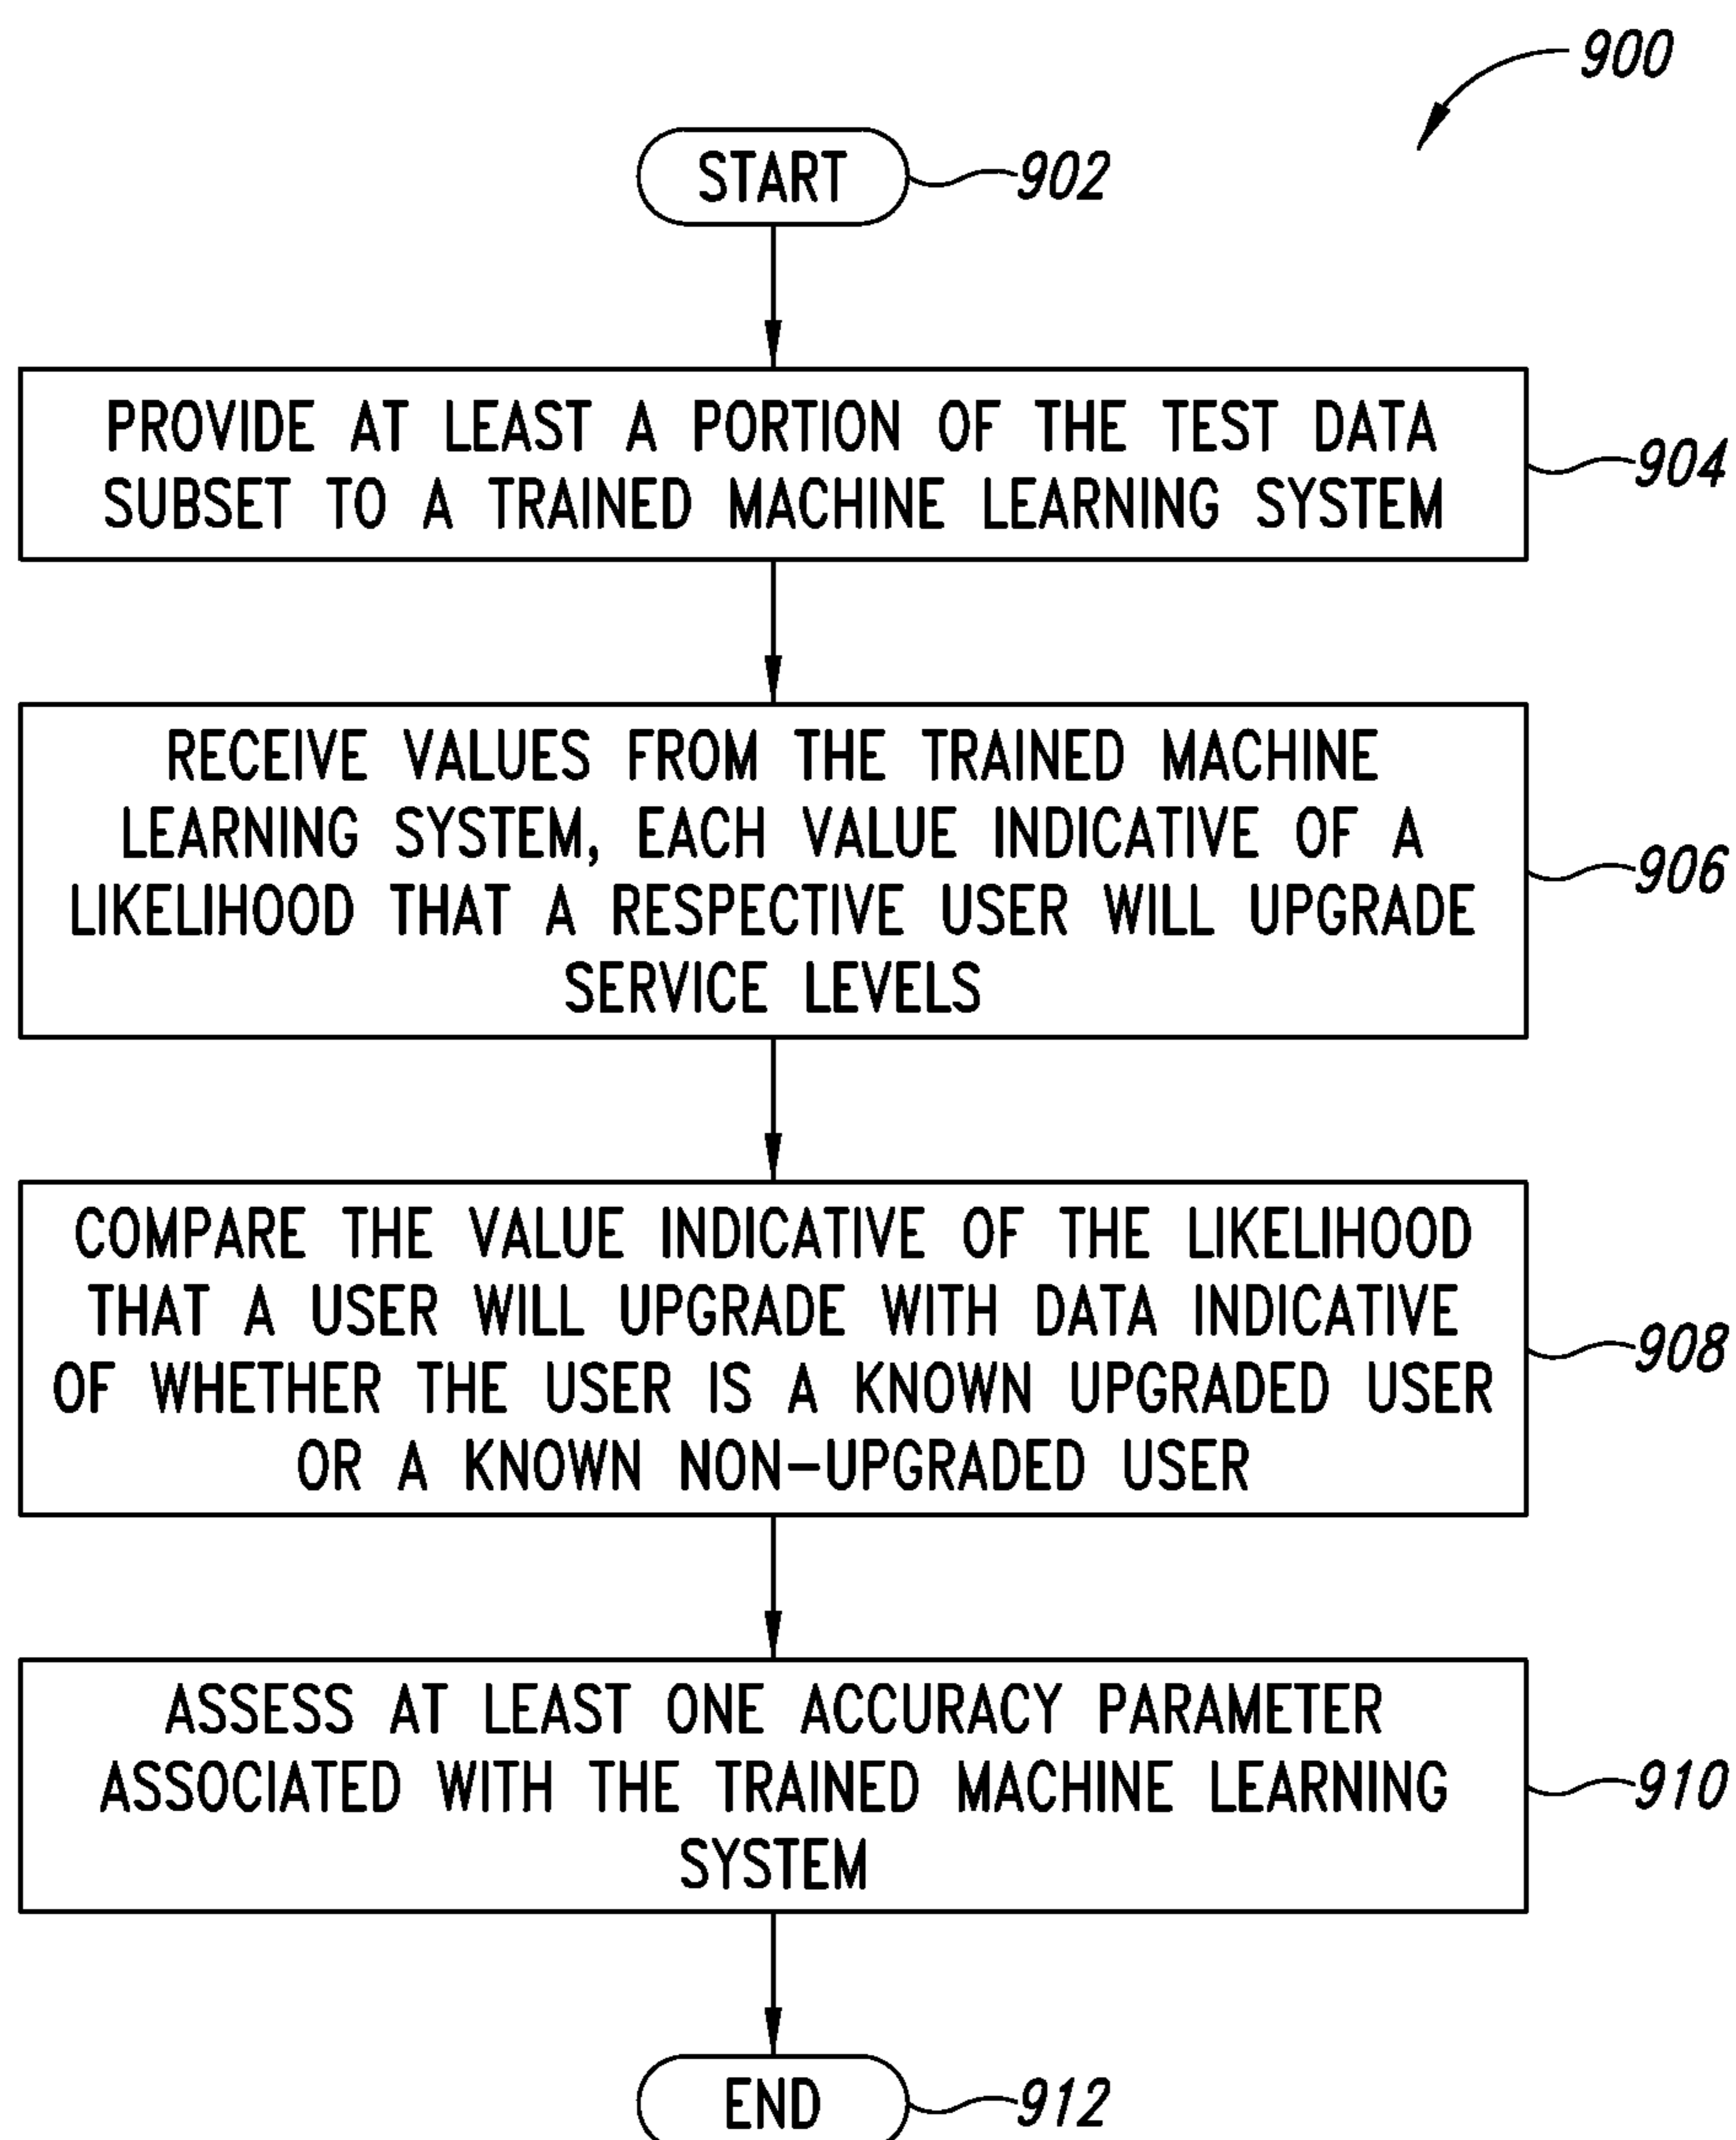 900
START
902
PROVIDE AT LEAST A PORTION OF THE TEST DATA
SUBSET TO A TRAINED MACHINE LEARNING SYSTEM
904
RECEIVE VALUES FROM THE TRAINED MACHINE
LEARNING SYSTEM, EACH VALUE INDICATIVE OF A
LIKELIHOOD THAT A RESPECTIVE USER WILL UPGRADE
SERVICE LEVELS
906
COMPARE THE VALUE INDICATIVE OF THE LIKELIHOOD
THAT A USER WILL UPGRADE WITH DATA INDICATIVE
OF WHETHER THE USER IS A KNOWN UPGRADED USER
OR A KNOWN NON-UPGRADED USER
908
ASSESS AT LEAST ONE ACCURACY PARAMETER
ASSOCIATED WITH THE TRAINED MACHINE LEARNING
SYSTEM
910
END
912